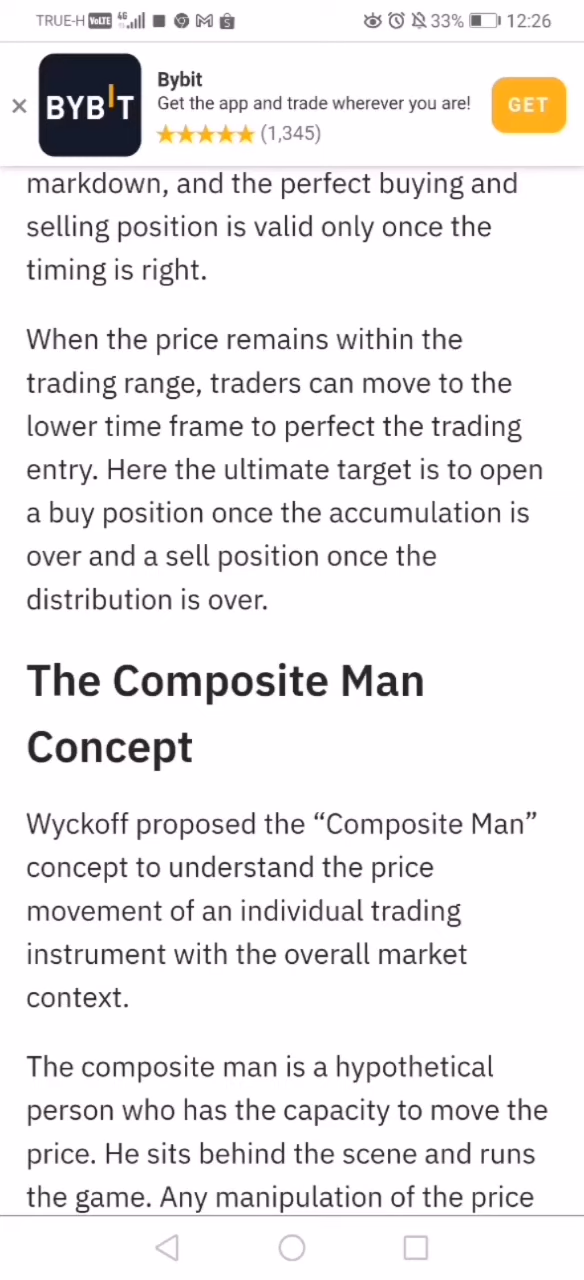 TRUE-H VoLTE 4G 33% 12:26
BYBIT
Bybit
Get the app and trade wherever you are!
(1,345)
GET
markdown, and the perfect buying and
selling position is valid only once the
timing is right.
When the price remains within the
trading range, traders can move to the
lower time frame to perfect the trading
entry. Here the ultimate target is to open
a buy position once the accumulation is
over and a sell position once the
distribution is over.
The Composite Man
Concept
Wyckoff proposed the “Composite Man”
concept to understand the price
movement of an individual trading
instrument with the overall market
context.
The composite man is a hypothetical
person who has the capacity to move the
price. He sits behind the scene and runs
the game. Any manipulation of the price